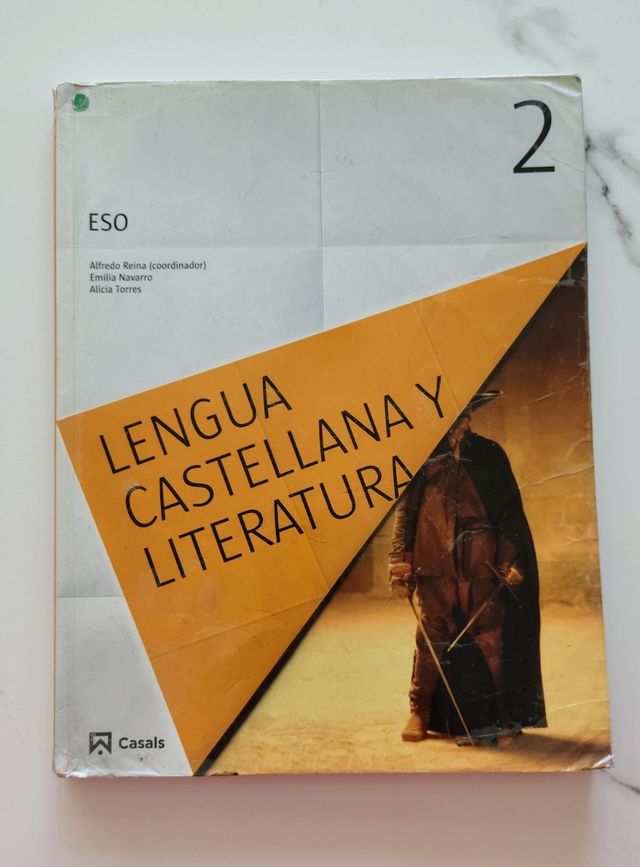 2
ESO
Alfredo Reina (coordinador)
Emilia Navarro
Alicia Torres
LENGUA
CASTELLANA Y
LITERATURA
Casals